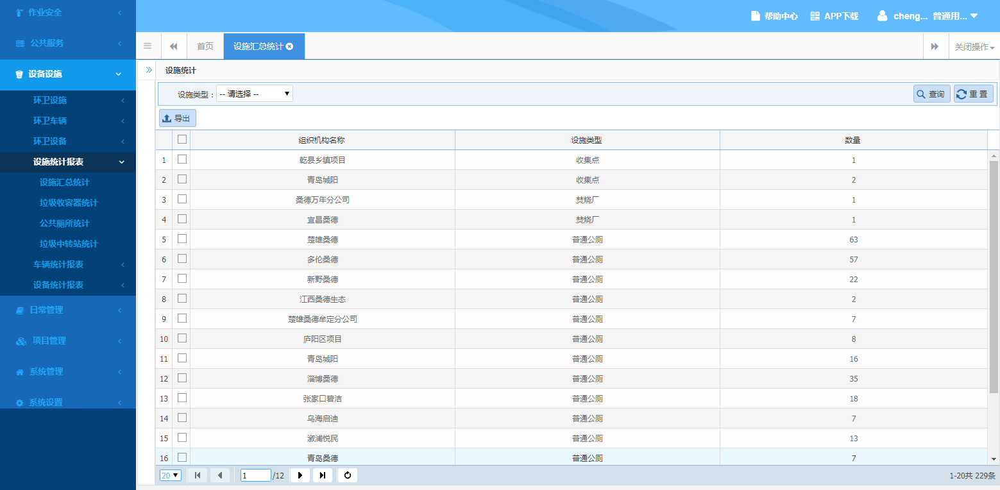 作业安全
公共服务
设备设施
环卫设施
环卫车辆
环卫设备
设施统计报表
设施汇总统计
垃圾收容器统计
公共厕所统计
垃圾中转站统计
车辆统计报表
设备统计报表
日常管理
项目管理
系统管理
系统设置
帮助中心 APP下载 cheng... 普通用...
首页 设施汇总统计 关闭操作
设施统计
设施类型： -- 请选择 -- 查询 重 置
导出
组织机构名称 设施类型 数量
1 乾县乡镇项目 收集点 1
2 青岛城阳 收集点 2
3 桑德万年分公司 焚烧厂 1
4 宜昌桑德 焚烧厂 1
5 楚雄桑德 普通公厕 63
6 多伦桑德 普通公厕 57
7 新野桑德 普通公厕 22
8 江西桑德生态 普通公厕 2
9 楚雄桑德牟定分公司 普通公厕 7
10 庐阳区项目 普通公厕 8
11 青岛城阳 普通公厕 16
12 淄博桑德 普通公厕 35
13 张家口碧洁 普通公厕 18
14 乌海启迪 普通公厕 7
15 溆浦悦民 普通公厕 13
16 青岛桑德 普通公厕 7
20 1 /12 1-20共 229条